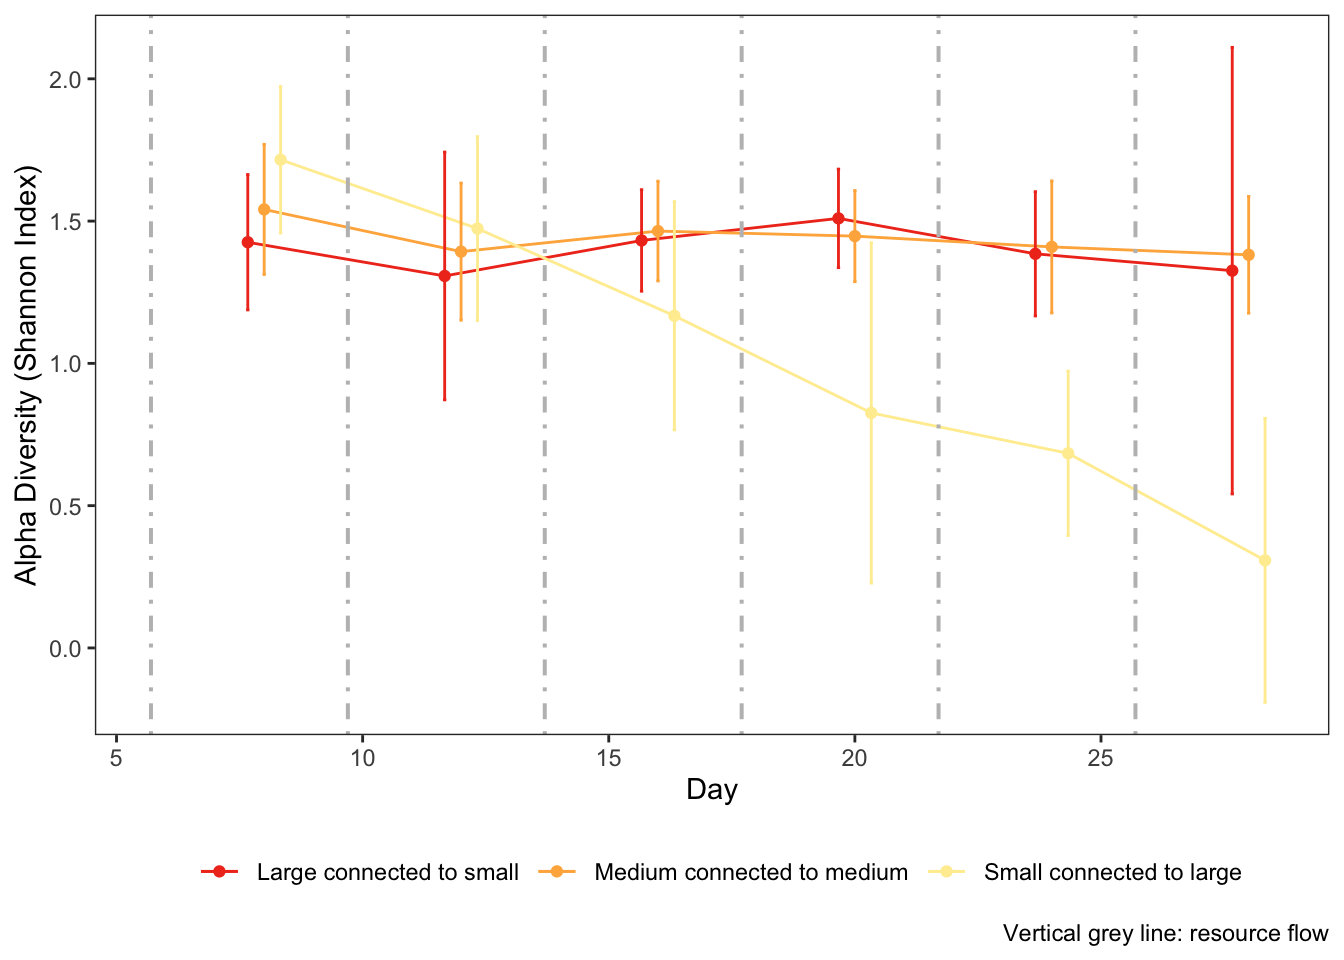 Alpha Diversity (Shannon Index)
2.0
1.5
1.0
0.5
0.0
5 10 15 20 25
Day
Large connected to small Medium connected to medium Small connected to large
Vertical grey line: resource flow